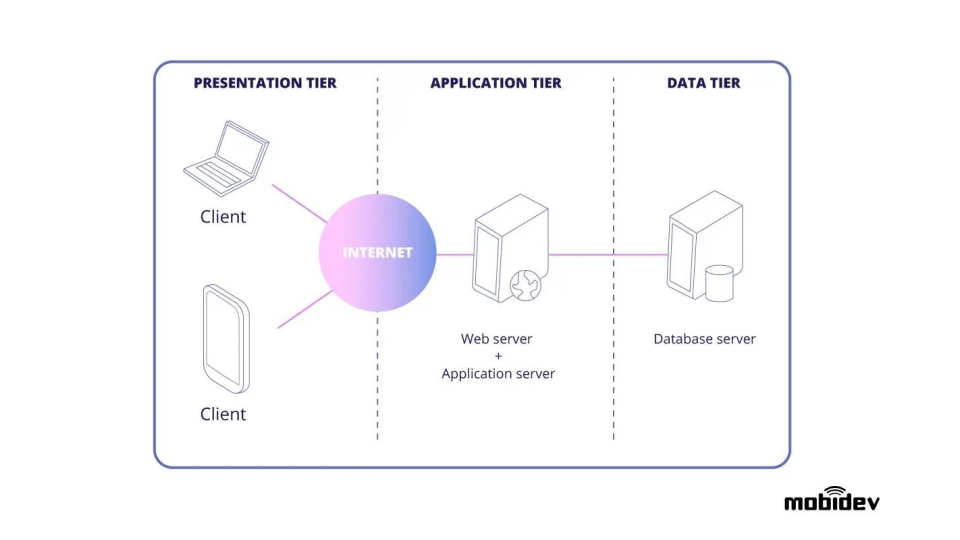 PRESENTATION TIER
APPLICATION TIER
DATA TIER
Client
INTERNET
Client
Web server
+
Application server
Database server
mobidev